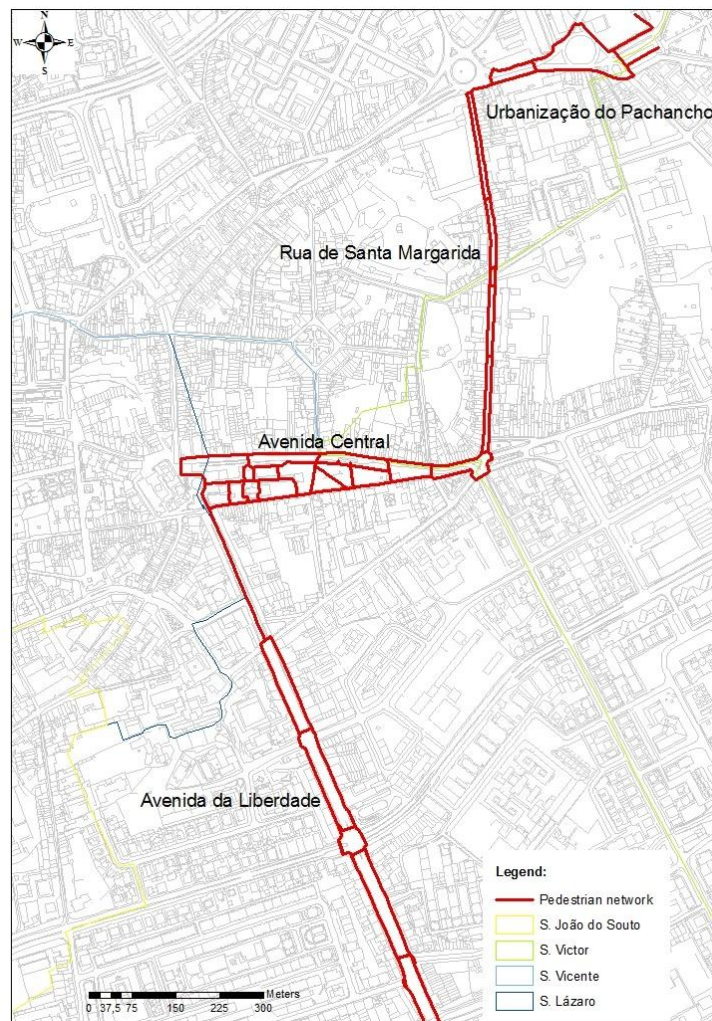 N
W E
S
Urbanização do Pachancho
Rua de Santa Margarida
Avenida Central
Avenida da Liberdade
Legend:
Pedestrian network
S. João do Souto
S. Victor
S. Vicente
S. Lázaro
Meters
0 37,5 75 150 225 300